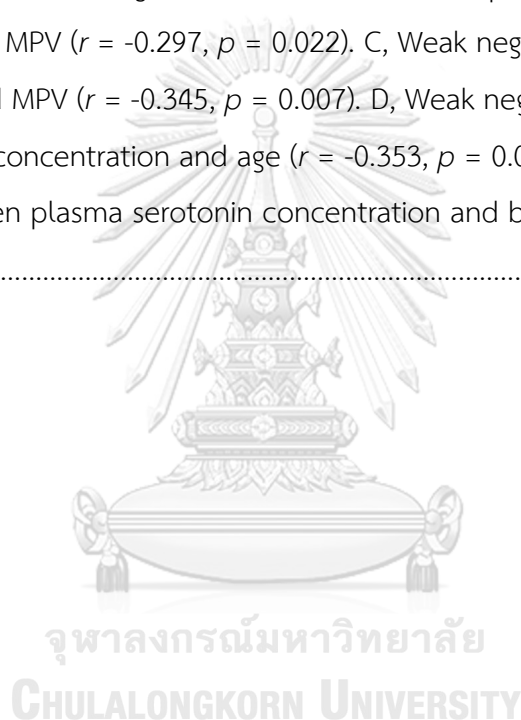 MPV (r = -0.297, p = 0.022). C, Weak neg
MPV (r = -0.345, p = 0.007). D, Weak neg
concentration and age (r = -0.353, p = 0.0
en plasma serotonin concentration and b
................................................................................
จุฬาลงกรณ์มหาวิทยาลัย
CHULALONGKORN UNIVERSITY